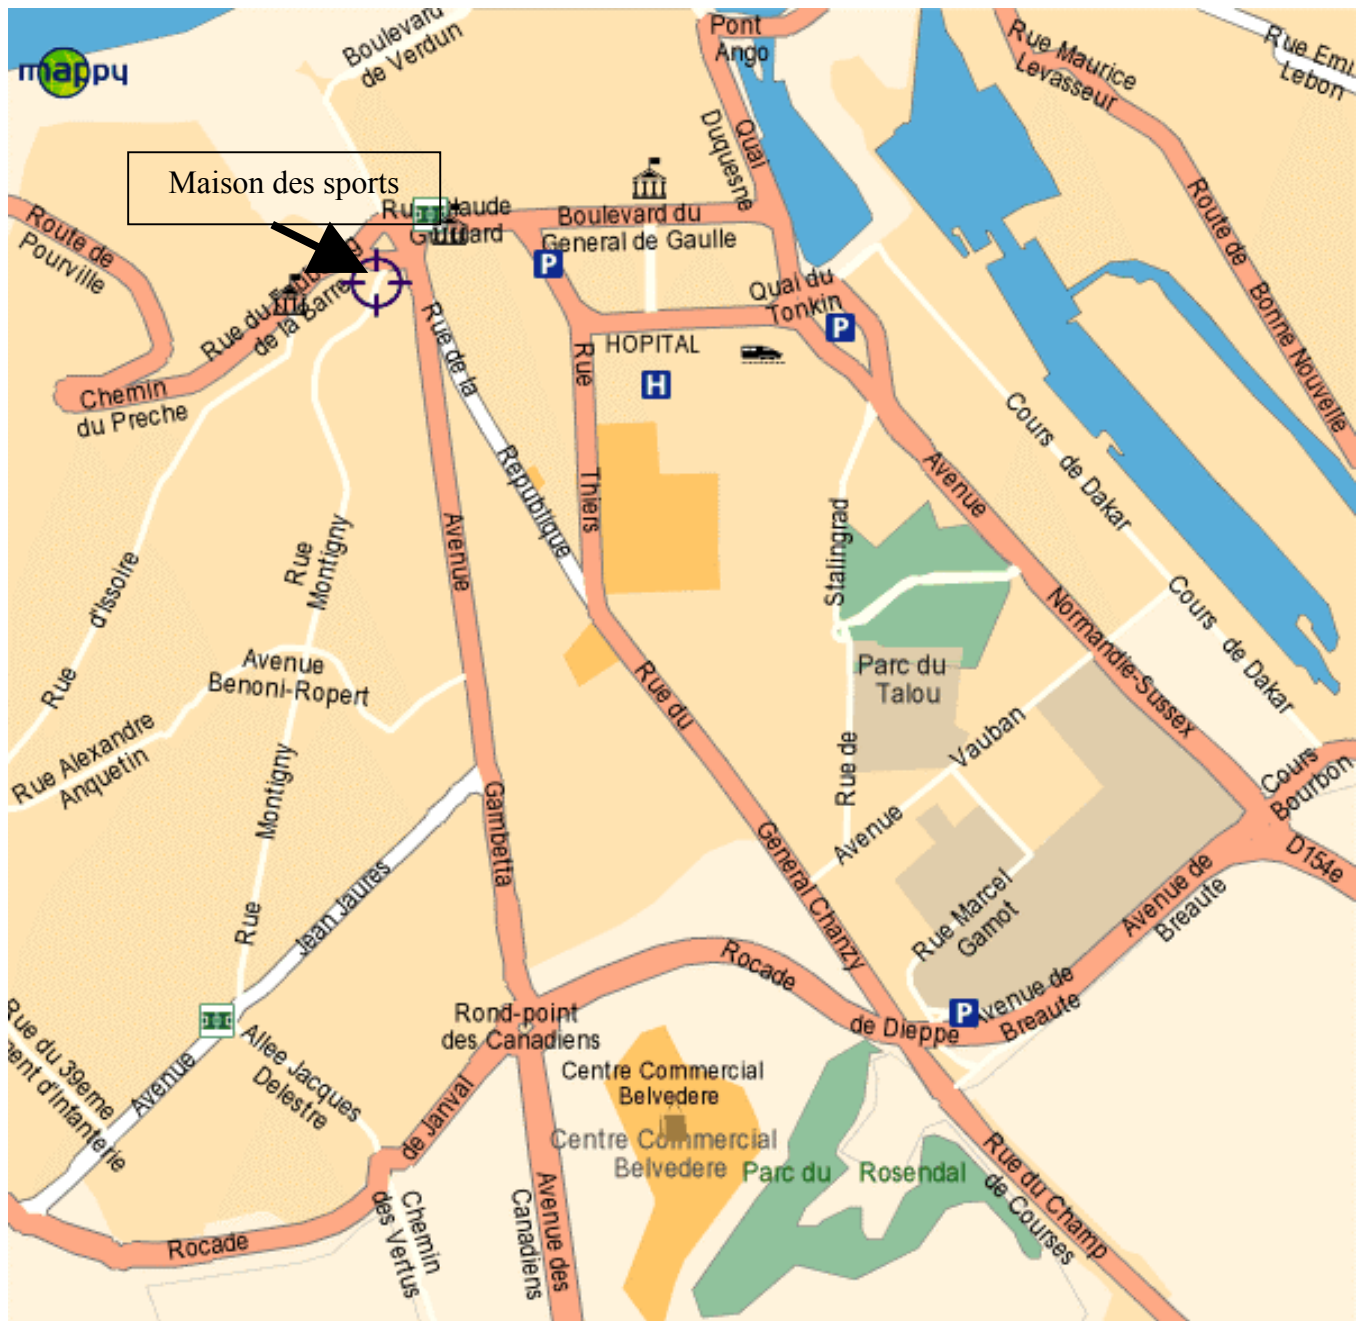 Boulevard
de Verdun
Pont
Ango
Rue Maurice
Levasseur
Rue Emi
Lebon
mappy
Quai
Duquesne
Maison des sports
Route de
Pourville
Boulevard du
General de Gaulle
Route de
Bonne Nouvelle
P
Quai du
Tonkin
P
Rue du
de la Barre
Rue de la
Republique
HOPITAL
H
Rue
Thiers
Chemin
du Preche
Cours de Dakar
Avenue
Normandie-Sussex
Stalingrad
Rue de
Avenue
Gambetta
Rue
Montigny
Rue
d'Issoire
Cours de Dakar
Avenue
Benoni-Ropert
Parc du
Talou
Rue du
General Chanzy
Rue Alexandre
Anquetin
Rue
Montigny
Avenue
Vauban
Cours
Bourbon
D154e
Avenue de
Breaute
Rue Marcel
Gamot
Avenue
Jean Jaures
Rocade
de Dieppe
P
Avenue de
Breaute
Rond-point
des Canadiens
Rue du 39eme
d'Infanterie
Allee Jacques
Delestre
Centre Commercial
Belvedere
Centre Commercial
Belvedere
Parc du Rosendal
Rocade
de Janval
Chemin
des Vertus
Avenue des
Canadiens
Rue du Champ
de Courses